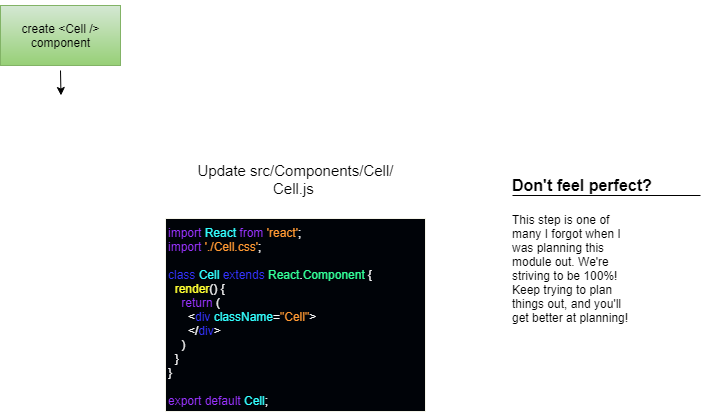 create <Cell />
component
Update src/Components/Cell/
Cell.js
import React from 'react';
import './Cell.css';
class Cell extends React.Component {
render() {
return (
<div className="Cell">
</div>
)
}
}
export default Cell;
Don't feel perfect?
This step is one of
many I forgot when I
was planning this
module out. We're
striving to be 100%!
Keep trying to plan
things out, and you'll
get better at planning!